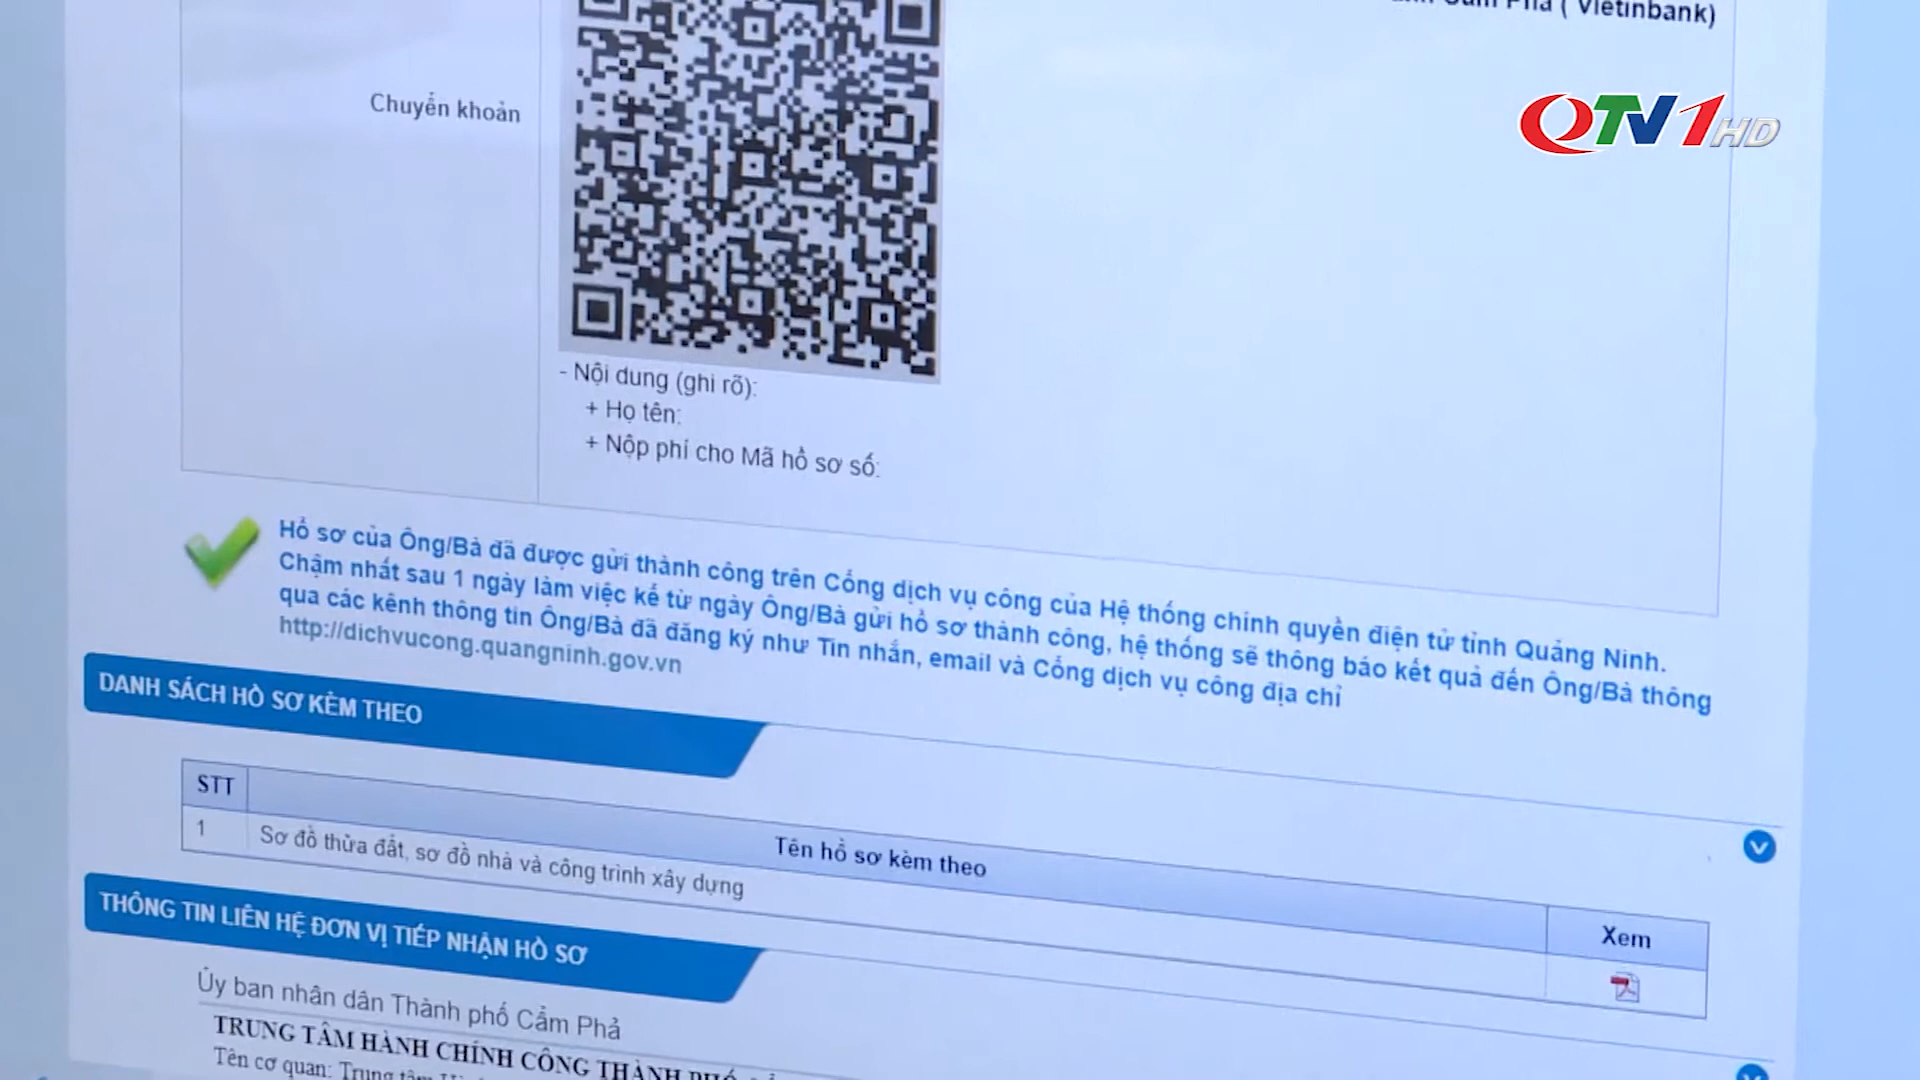 Phả ( Vietinbank)
QTV1HD
Chuyển khoản
- Nội dung (ghi rõ):
+ Họ tên:
+ Nộp phí cho Mã hồ sơ số:
Hồ sơ của Ông/Bà đã được gửi thành công trên Cổng dịch vụ công của Hệ thống chính quyền điện tử tỉnh Quảng Ninh.
Chậm nhất sau 1 ngày làm việc kể từ ngày Ông/Bà gửi hồ sơ thành công, hệ thống sẽ thông báo kết quả đến Ông/Bà thông
qua các kênh thông tin Ông/Bà đã đăng ký như Tin nhắn, email và Cổng dịch vụ công địa chỉ
http://dichvucong.quangninh.gov.vn
DANH SÁCH HỒ SƠ KÈM THEO
STT
Tên hồ sơ kèm theo
Xem
1
Sơ đồ thửa đất, sơ đồ nhà và công trình xây dựng
THÔNG TIN LIÊN HỆ ĐƠN VỊ TIẾP NHẬN HỒ SƠ
Ủy ban nhân dân Thành phố Cẩm Phả
TRUNG TÂM HÀNH CHÍNH CÔNG THÀNH PHỐ
Tên cơ quan: Trung tâm